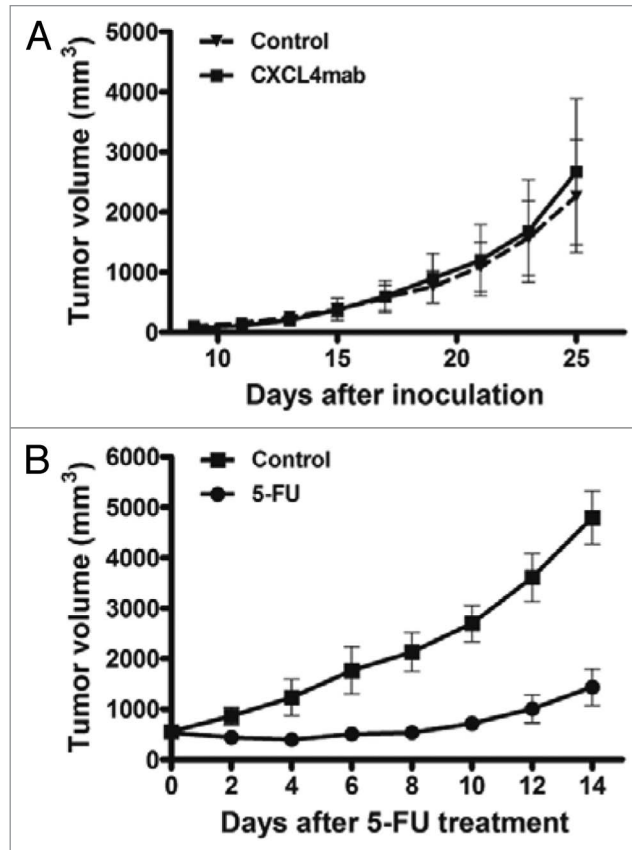 A
Control
CXCL4mab
Tumor volume (mm³)
5000
4000
3000
2000
1000
0
10 15 20 25
Days after inoculation
B
Control
5-FU
Tumor volume (mm³)
6000
5000
4000
3000
2000
1000
0
0 2 4 6 8 10 12 14
Days after 5-FU treatment